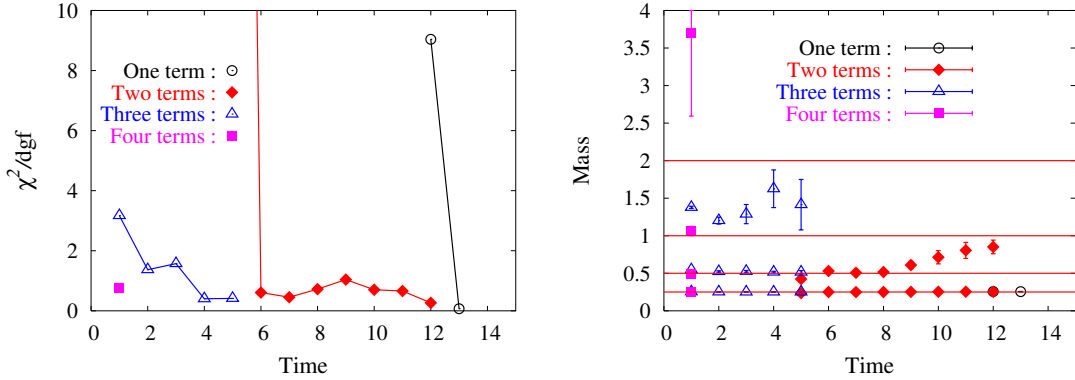 10
8
6
4
2
0
0 2 4 6 8 10 12 14
χ²/dgf
Time
One term :
Two terms :
Three terms :
Four terms :
4
3.5
3
2.5
2
1.5
1
0.5
0
0 2 4 6 8 10 12 14
Mass
Time
One term :
Two terms :
Three terms :
Four terms :